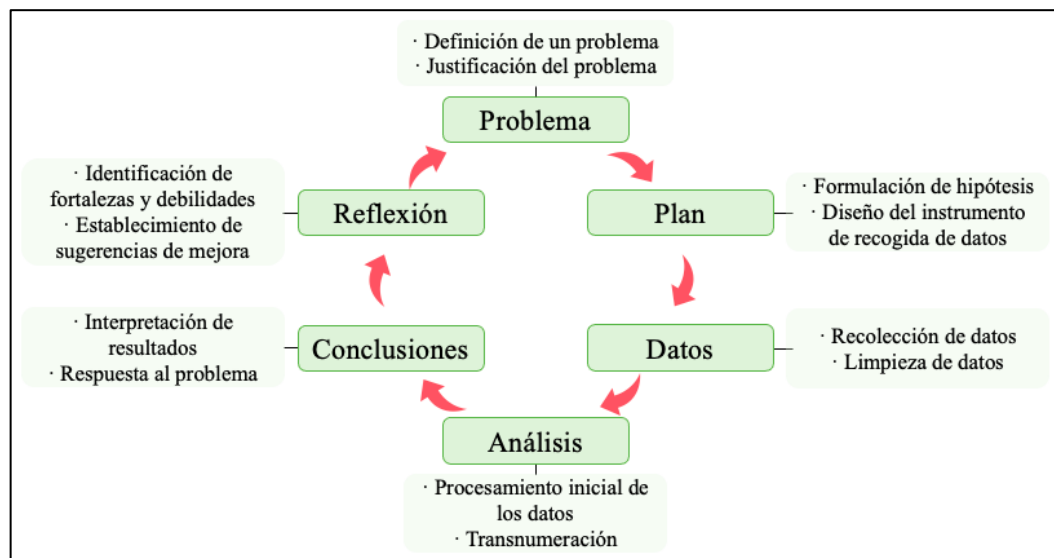 · Definición de un problema
· Justificación del problema
Problema
Plan
· Formulación de hipótesis
· Diseño del instrumento
de recogida de datos
Datos
· Recolección de datos
· Limpieza de datos
Análisis
· Procesamiento inicial de
los datos
· Transnumeración
Conclusiones
· Interpretación de
resultados
· Respuesta al problema
Reflexión
· Identificación de
fortalezas y debilidades
· Establecimiento de
sugerencias de mejora